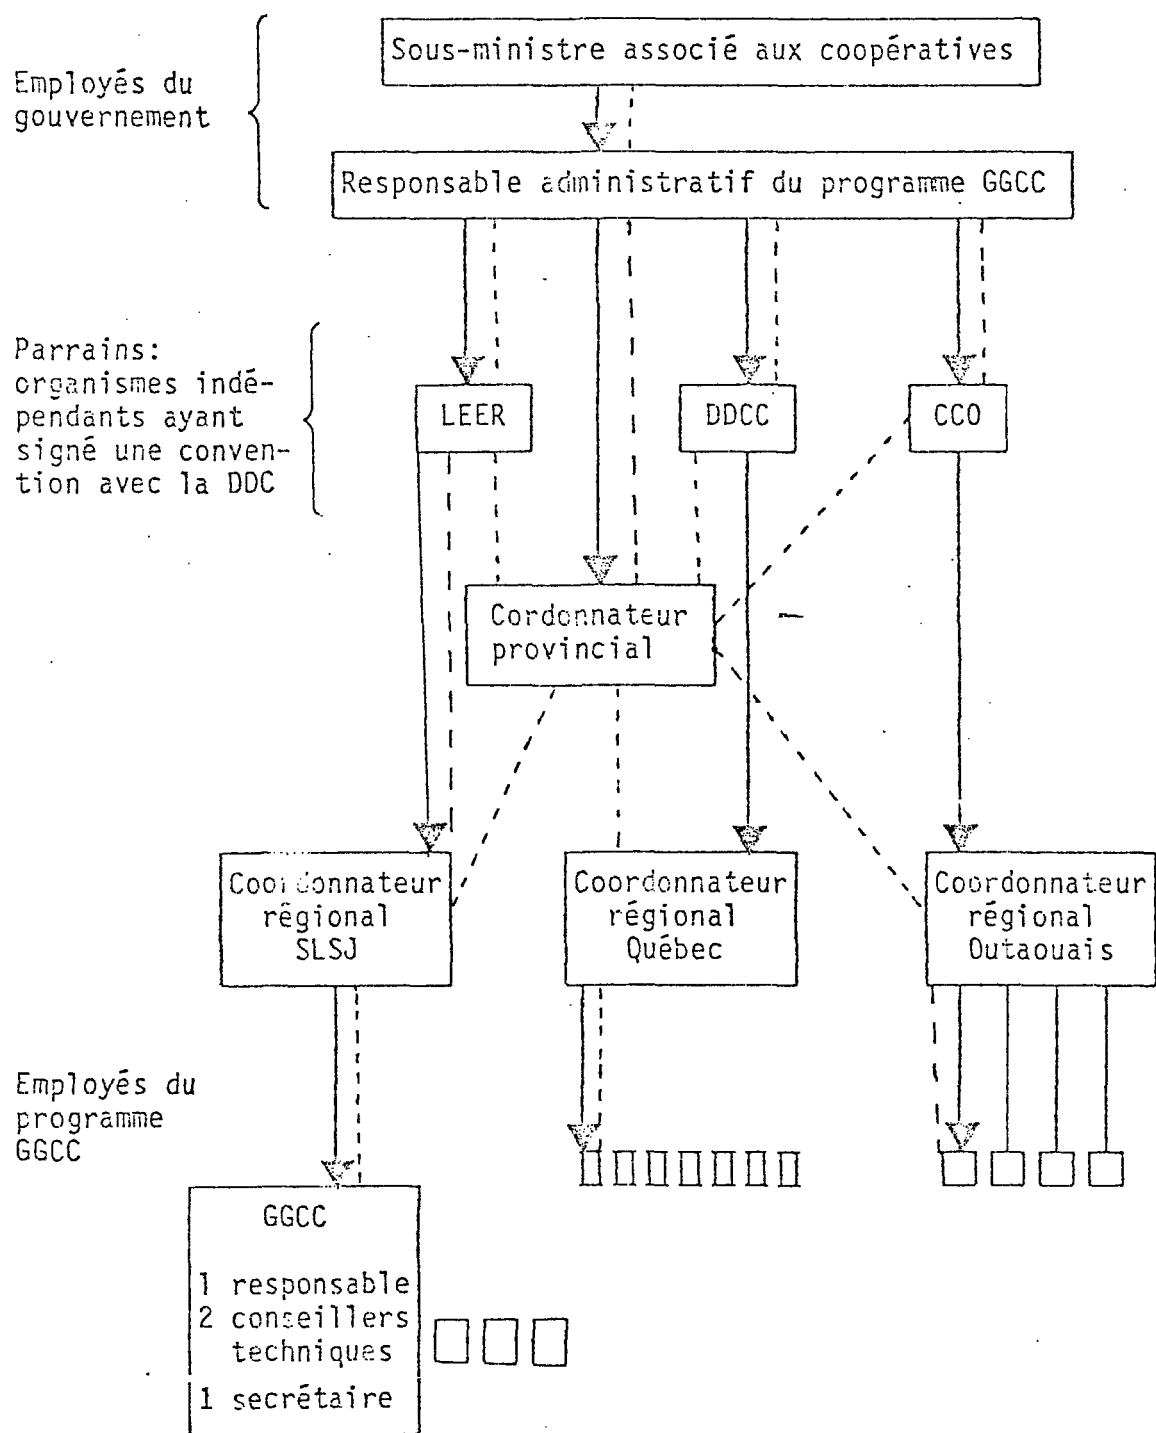 Sous-ministre associé aux coopératives
Employés du
gouvernement
Responsable administratif du programme GGCC
Parrains:
organismes indé-
pendants ayant
signé une conven-
tion avec la DDC
LEER
DDCC
CCO
Cordonnateur
provincial
Coordonnateur
régional
SLSJ
Coordonnateur
régional
Québec
Coordonnateur
régional
Outaouais
Employés du
programme
GGCC
GGCC
1 responsable
2 conseillers
techniques
1 secrétaire